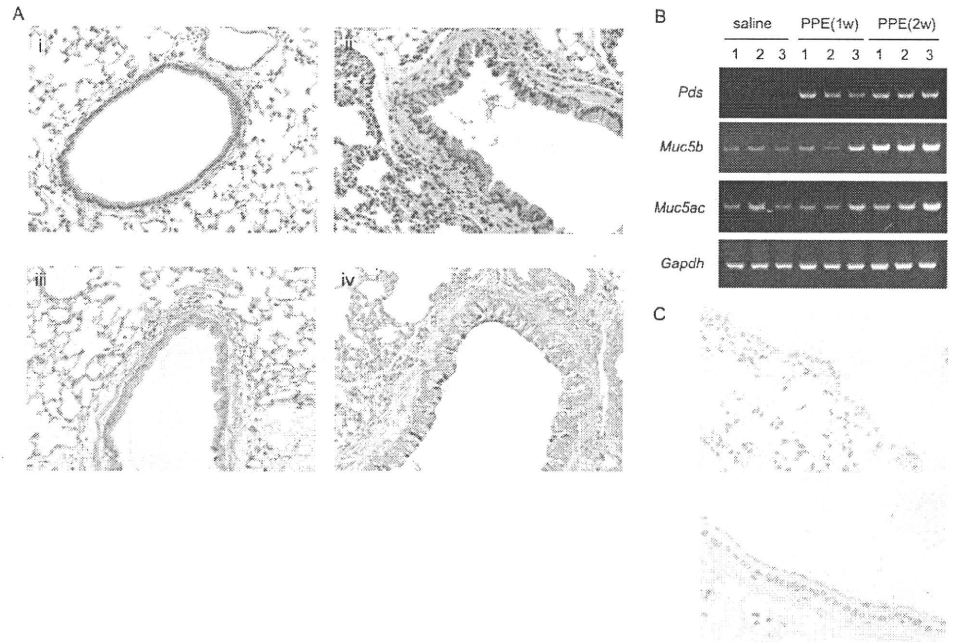 A
i
ii
iii
iv
B
saline PPE(1w) PPE(2w)
1 2 3 1 2 3 1 2 3
Pds
Muc5b
Muc5ac
Gapdh
C